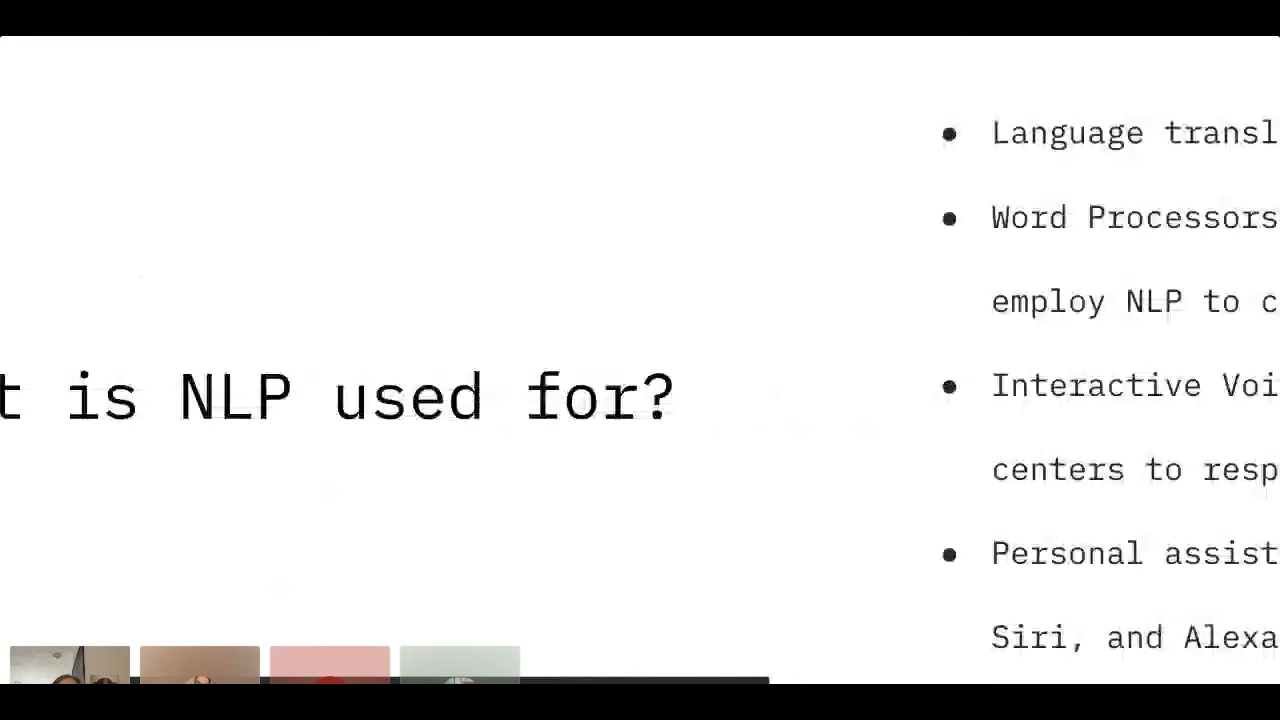 t is NLP used for?
Language transl
Word Processors
employ NLP to c
Interactive Voi
centers to resp
Personal assist
Siri, and Alexa